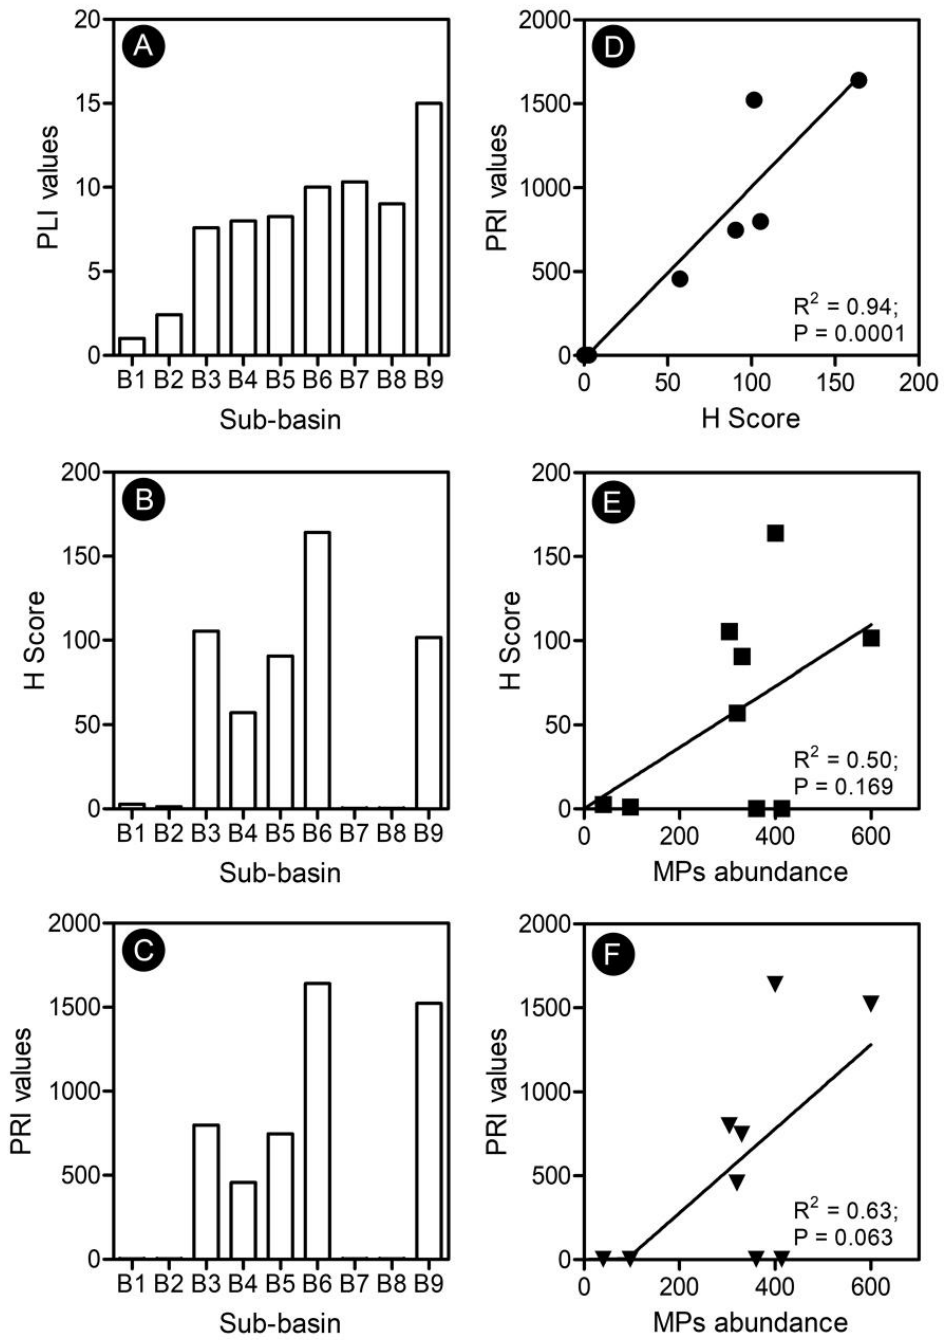 A
PLI values
20
15
10
5
0
B1 B2 B3 B4 B5 B6 B7 B8 B9
Sub-basin
D
PRI values
2000
1500
1000
500
0
R² = 0.94;
P = 0.0001
0 50 100 150 200
H Score
B
H Score
200
150
100
50
0
B1 B2 B3 B4 B5 B6 B7 B8 B9
Sub-basin
E
H Score
200
150
100
50
0
R² = 0.50;
P = 0.169
0 200 400 600
MPs abundance
C
PRI values
2000
1500
1000
500
0
B1 B2 B3 B4 B5 B6 B7 B8 B9
Sub-basin
F
PRI values
2000
1500
1000
500
0
R² = 0.63;
P = 0.063
0 200 400 600
MPs abundance